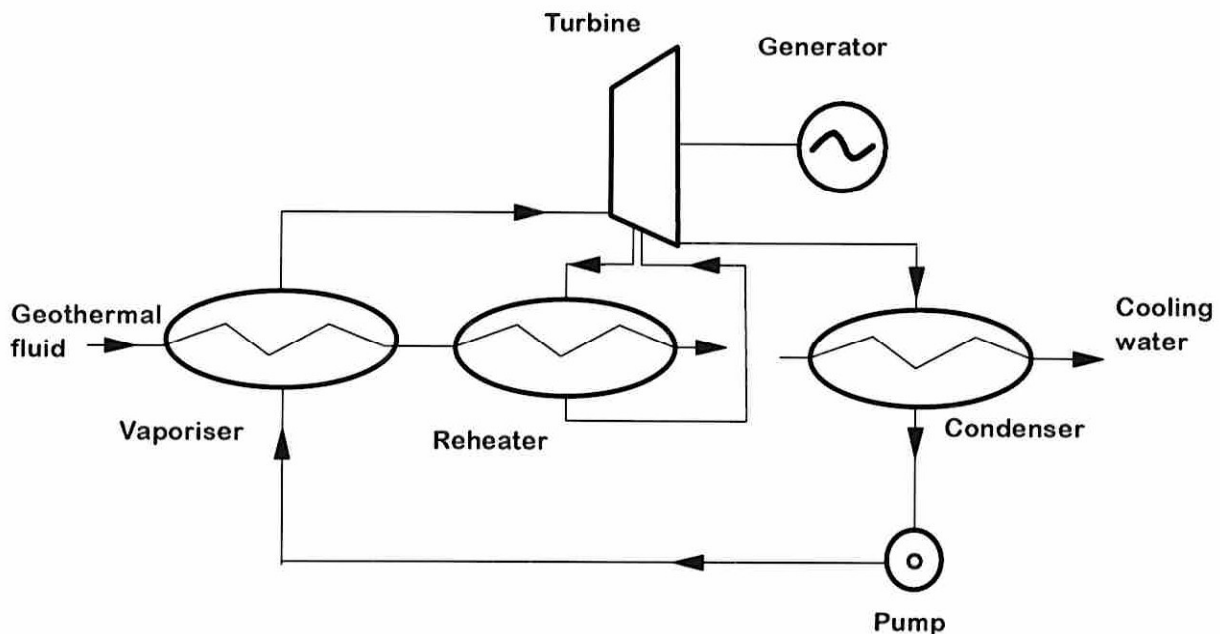 Turbine
Generator
Geothermal
fluid
Cooling
water
Vaporiser
Reheater
Condenser
Pump